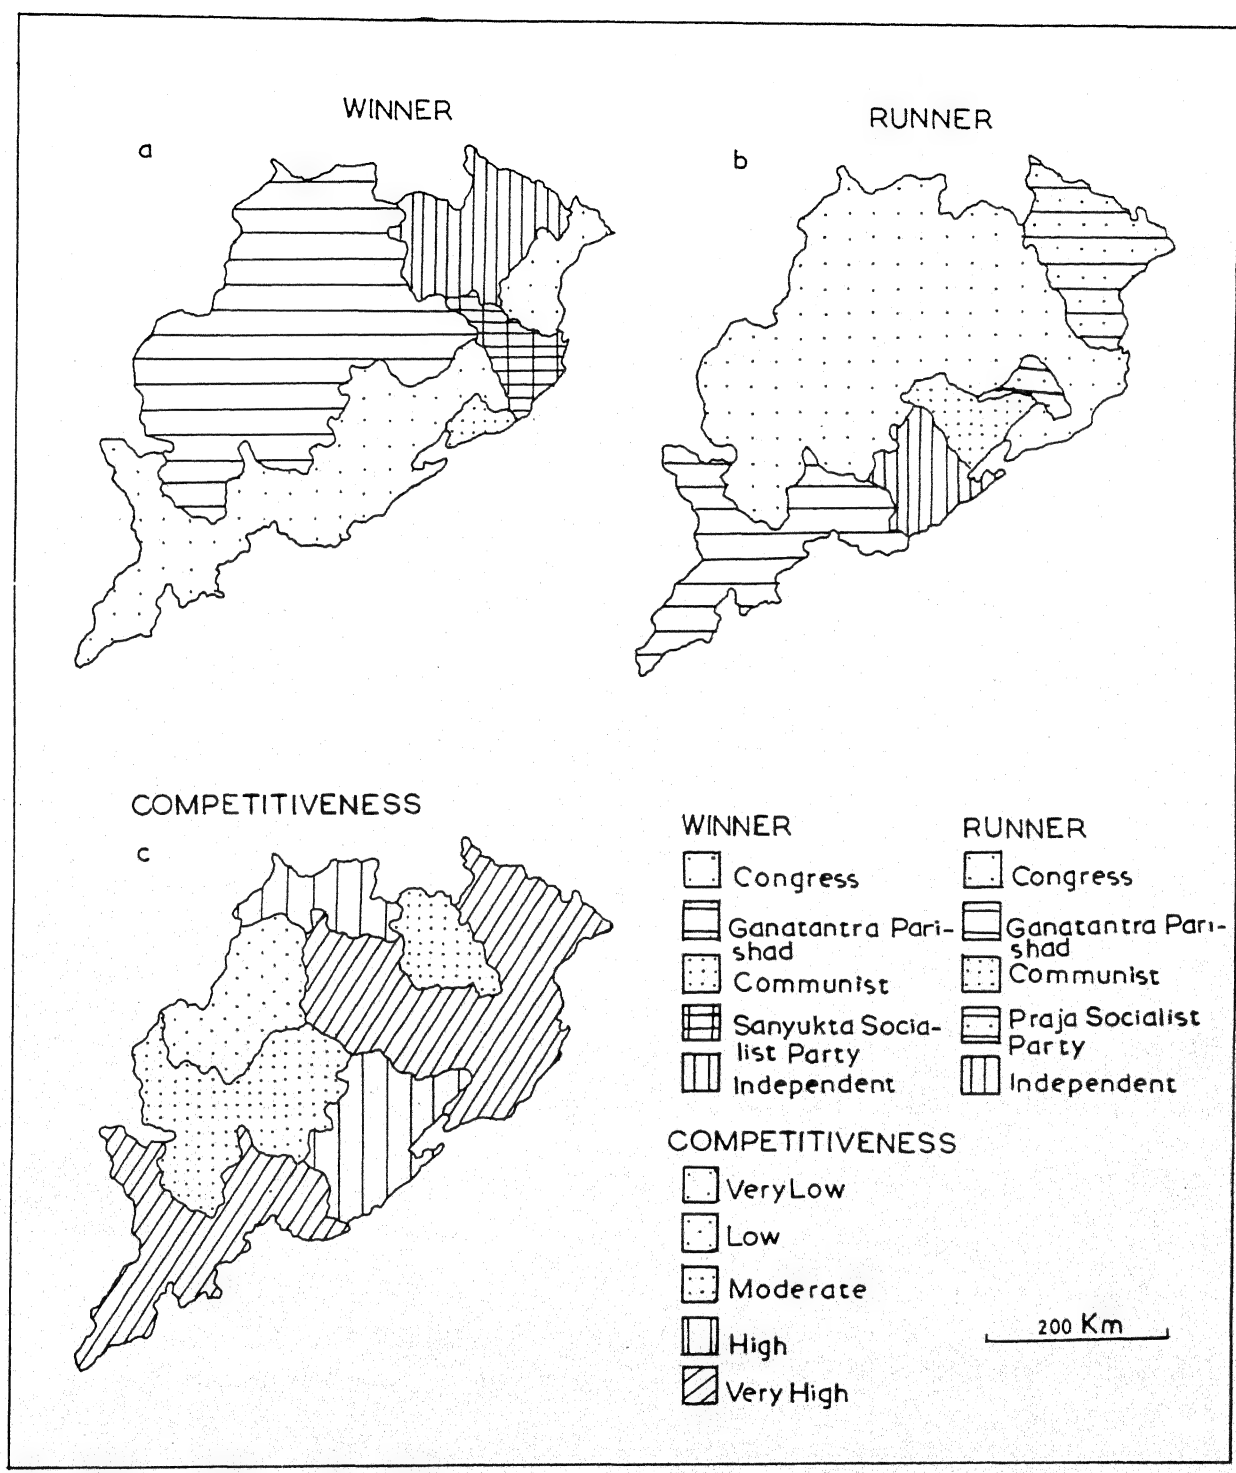 WINNER
a
RUNNER
b
COMPETITIVENESS
c
WINNER
Congress
Ganatantra Pari-
shad
Communist
Sanyukta Socia-
list Party
Independent
RUNNER
Congress
Ganatantra Pari-
shad
Communist
Praja Socialist
Party
Independent
COMPETITIVENESS
Very Low
Low
Moderate
High
Very High
200 Km